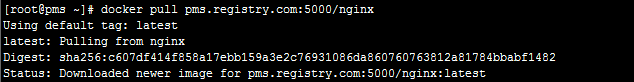 [root@pms ~]# docker pull pms.registry.com:5000/nginx
Using default tag: latest
latest: Pulling from nginx
Digest: sha256:c607df414f858a17ebb159a3e2c76931086da860760763812a81784bbabf1482
Status: Downloaded newer image for pms.registry.com:5000/nginx:latest